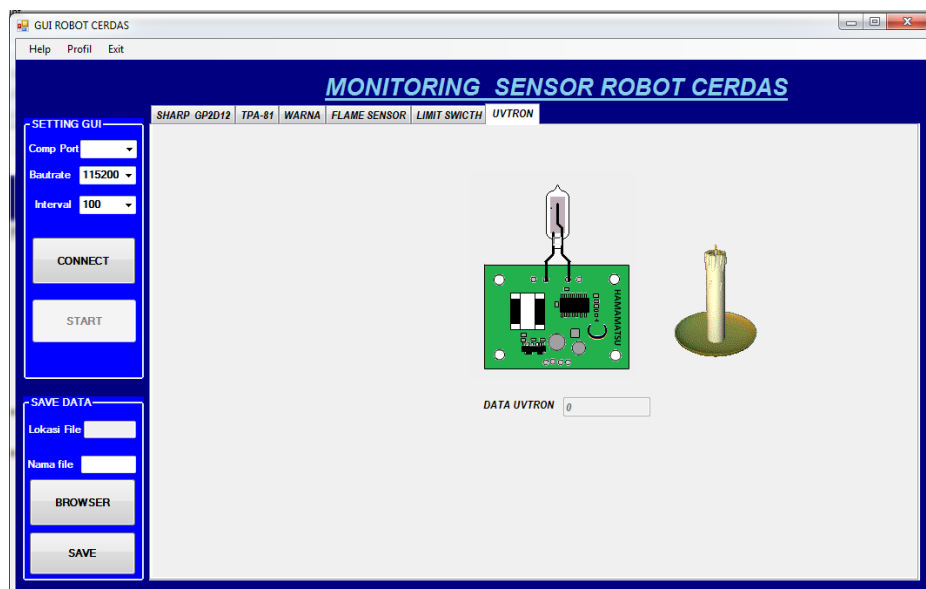 GUI ROBOT CERDAS
Help Profil Exit
MONITORING SENSOR ROBOT CERDAS
SHARP GP2D12 TPA-81 WARNA FLAME SENSOR LIMIT SWICTH UVTRON
SETTING GUI
Comp Port
Bautrate 115200
Interval 100
CONNECT
START
HAMAMATSU
C
DATA UVTRON 0
SAVE DATA
Lokasi File
Nama file
BROWSER
SAVE